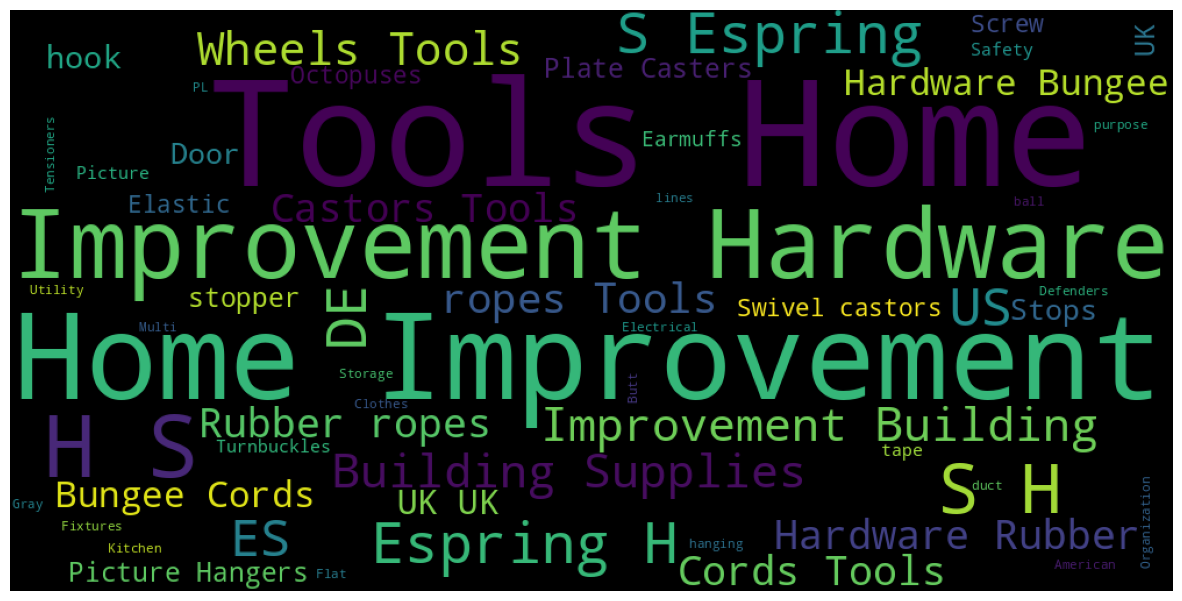 S Espring
Screw
UK
Wheels Tools
hook
Safety
Plate Casters
Octopuses
Hardware Bungee
PL
Tools Home
Tensioners
purpose
Earmuffs
Door
Picture
Elastic
Castors Tools
lines
ball
Improvement Hardware
Utility
stopper
DE
ropes Tools
Swivel castors
US
Stops
Defenders
Multi
Electrical
Home Improvement
Storage
Butt
Clothes
H S
Rubber ropes
Improvement Building
Turnbuckles
tape
Building Supplies
S H
duct
Bungee Cords
UK UK
Gray
Organization
Fixtures
ES
Espring H
Hardware Rubber
Kitchen
hanging
Picture Hangers
Flat
Cords Tools
American